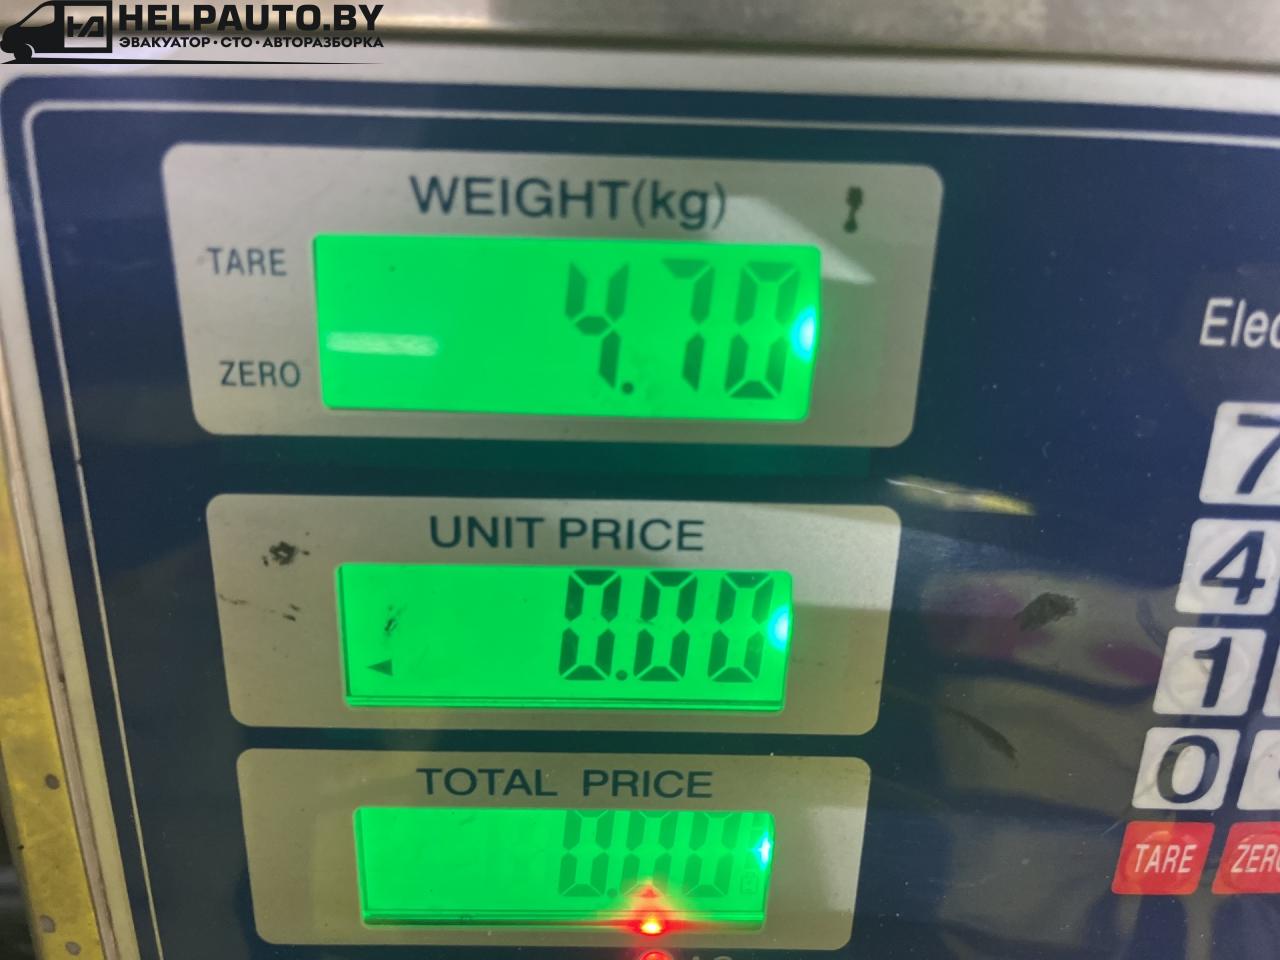 HELPAUTO.BY
ЭВАКУАТОР · СТО · АВТОРАЗБОРКА
WEIGHT(kg)
TARE
4.70
ZERO
Elec
7
UNIT PRICE
4
0.00
1
TOTAL PRICE
0
0.00
TARE